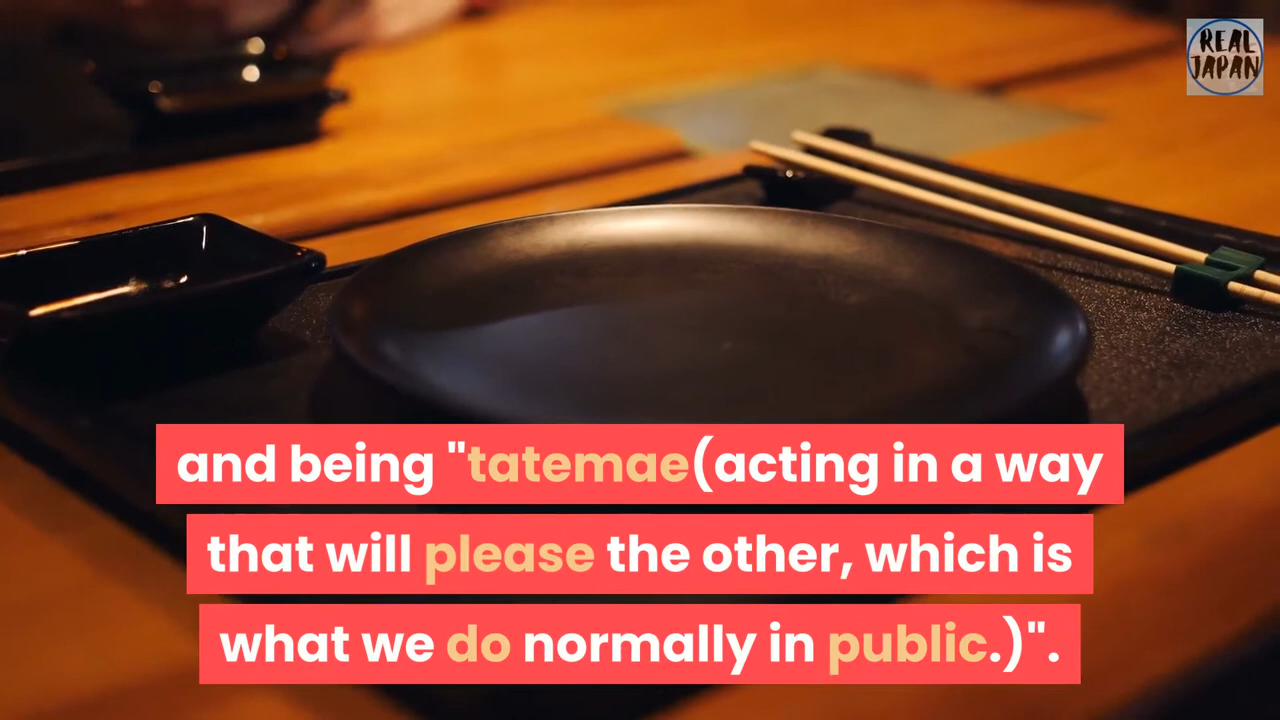 REAL
JAPAN
and being "tatemae(acting in a way
that will please the other, which is
what we do normally in public.)".